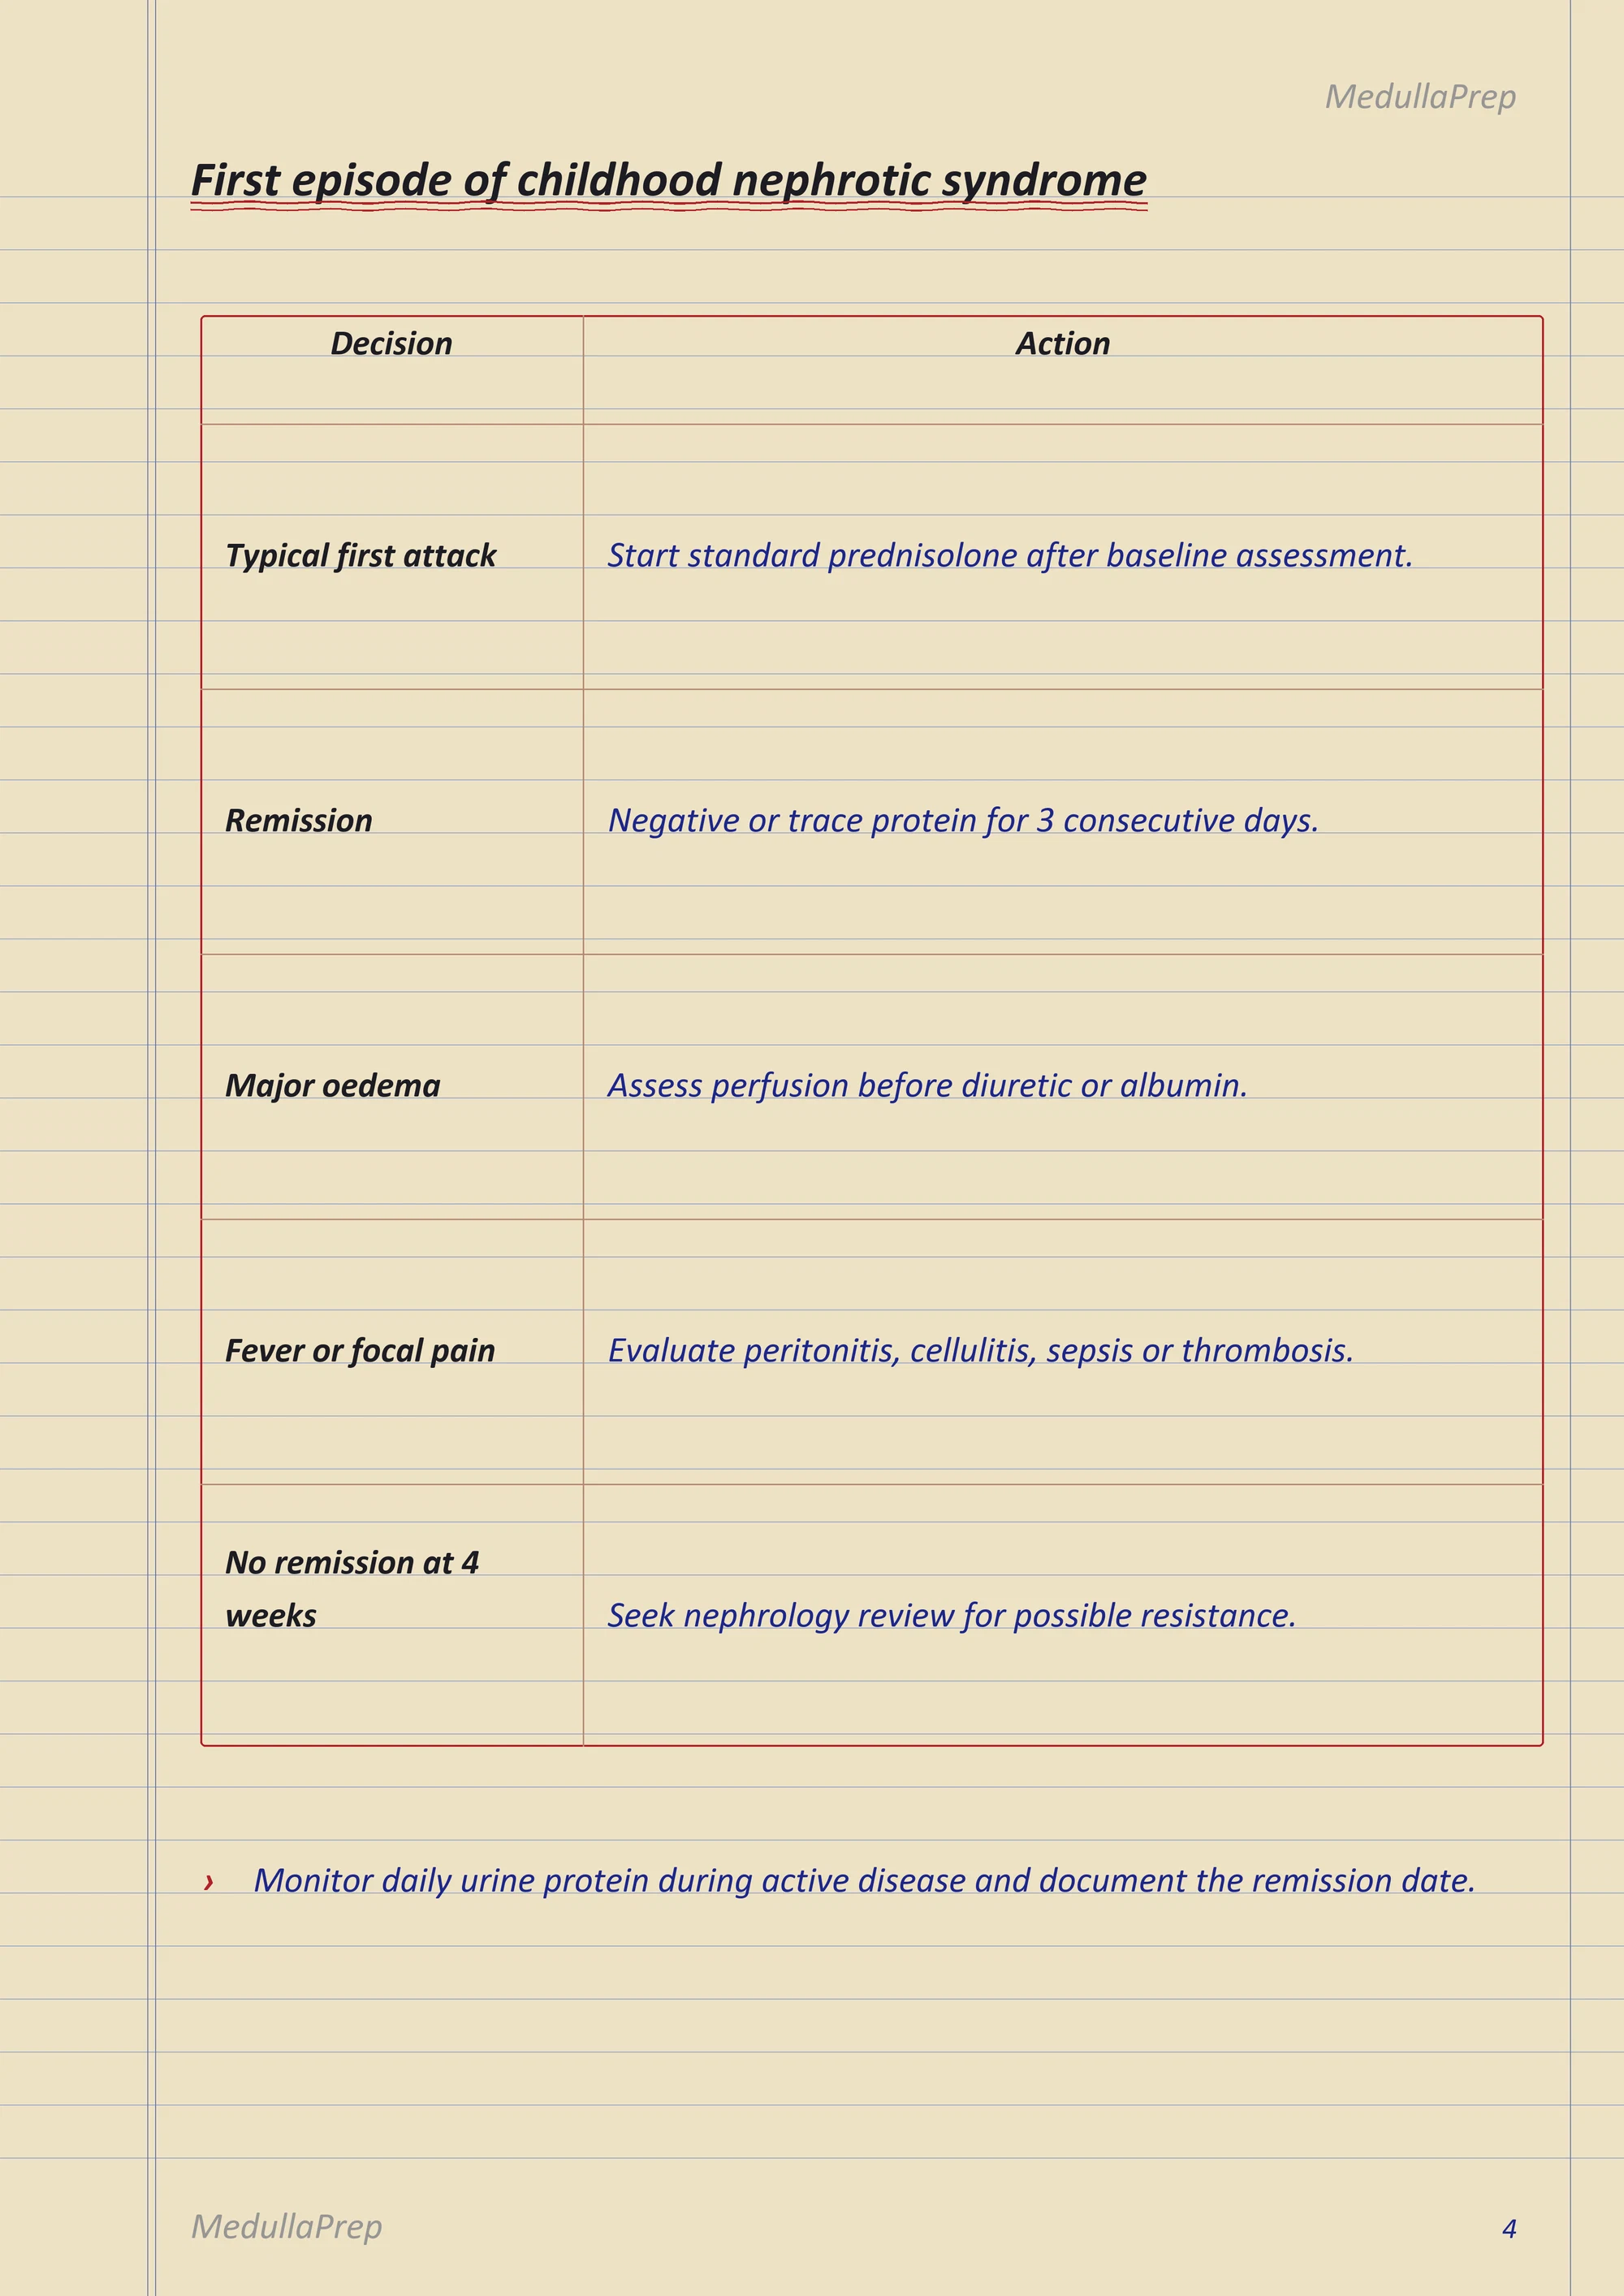 MedullaPrep
First episode of childhood nephrotic syndrome
Decision Action
Typical first attack Start standard prednisolone after baseline assessment.
Remission Negative or trace protein for 3 consecutive days.
Major oedema Assess perfusion before diuretic or albumin.
Fever or focal pain Evaluate peritonitis, cellulitis, sepsis or thrombosis.
No remission at 4
weeks Seek nephrology review for possible resistance.
› Monitor daily urine protein during active disease and document the remission date.
MedullaPrep 4